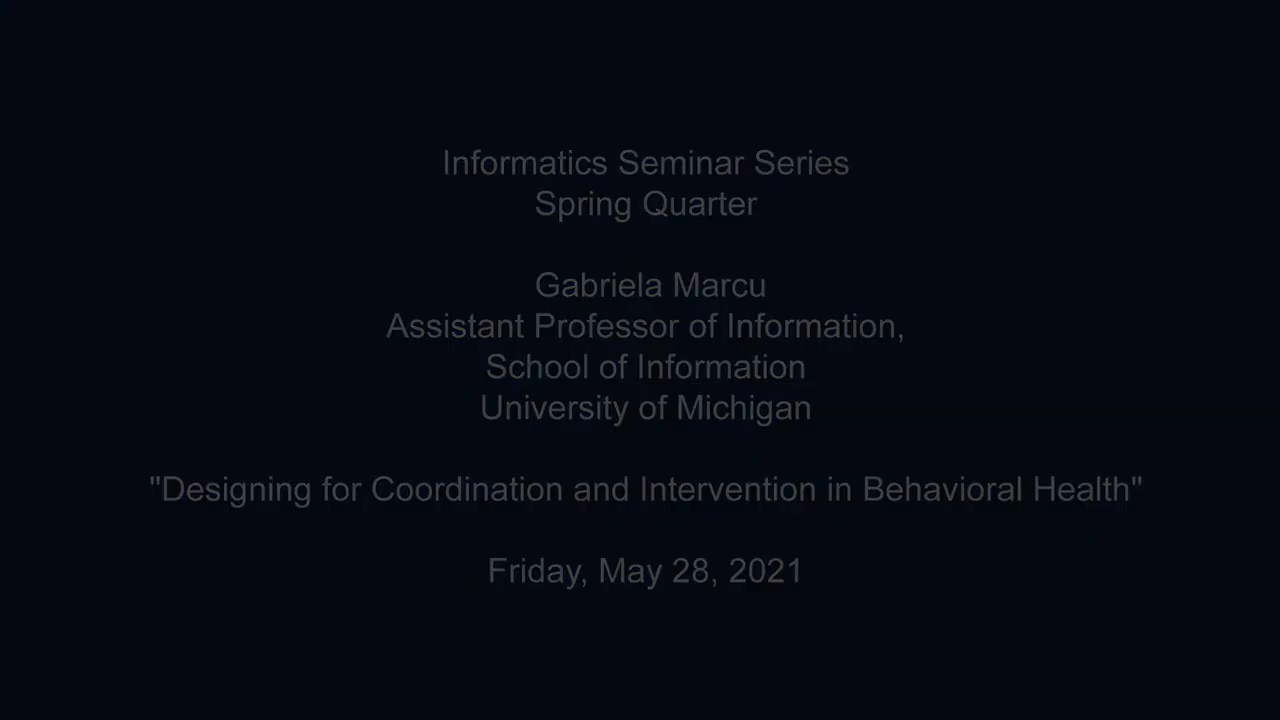 Informatics Seminar Series
Spring Quarter
Gabriela Marcu
Assistant Professor of Information,
School of Information
University of Michigan
"Designing for Coordination and Intervention in Behavioral Health"
Friday, May 28, 2021